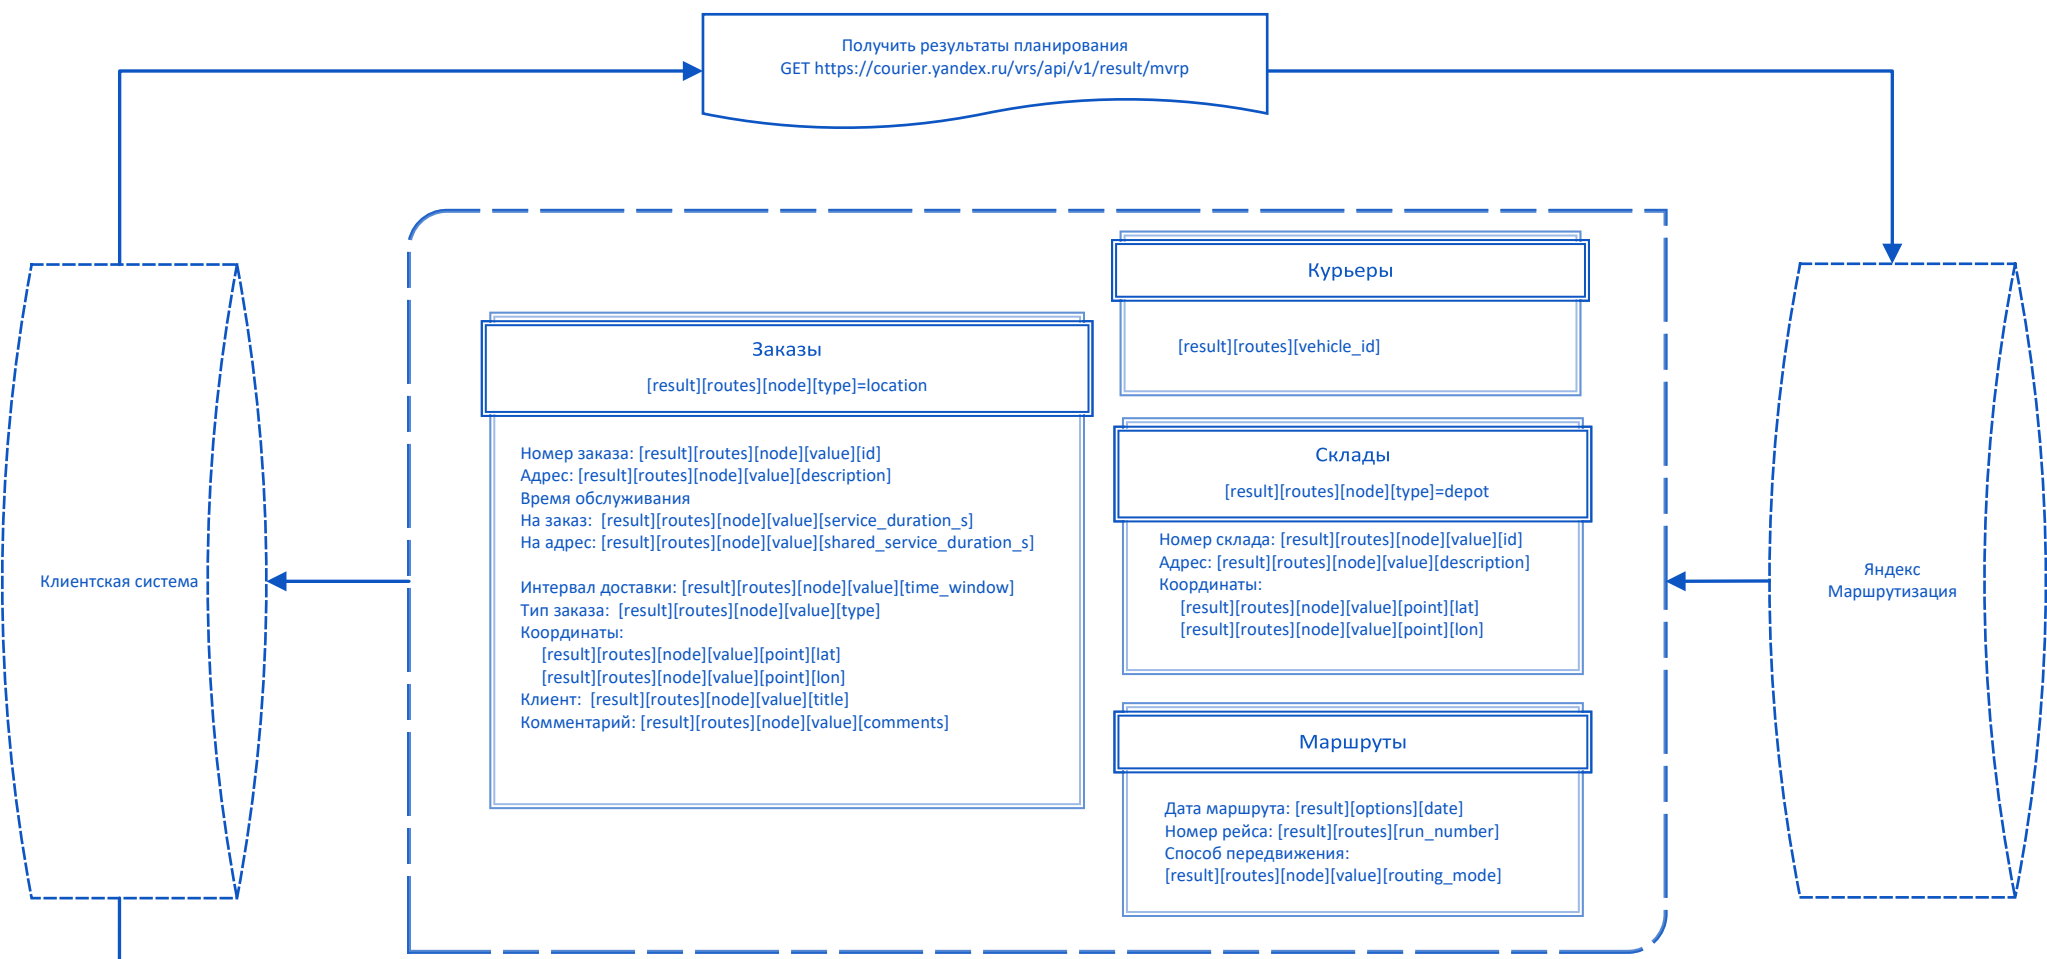 Получить результаты планирования
GET https://courier.yandex.ru/vrs/api/v1/result/mvrp
Клиентская система
Заказы
[result][routes][node][type]=location
Номер заказа: [result][routes][node][value][id]
Адрес: [result][routes][node][value][description]
Время обслуживания
На заказ: [result][routes][node][value][service_duration_s]
На адрес: [result][routes][node][value][shared_service_duration_s]
Интервал доставки: [result][routes][node][value][time_window]
Тип заказа: [result][routes][node][value][type]
Координаты:
[result][routes][node][value][point][lat]
[result][routes][node][value][point][lon]
Клиент: [result][routes][node][value][title]
Комментарий: [result][routes][node][value][comments]
Курьеры
[result][routes][vehicle_id]
Склады
[result][routes][node][type]=depot
Номер склада: [result][routes][node][value][id]
Адрес: [result][routes][node][value][description]
Координаты:
[result][routes][node][value][point][lat]
[result][routes][node][value][point][lon]
Маршруты
Дата маршрута: [result][options][date]
Номер рейса: [result][routes][run_number]
Способ передвижения:
[result][routes][node][value][routing_mode]
Яндекс
Маршрутизация